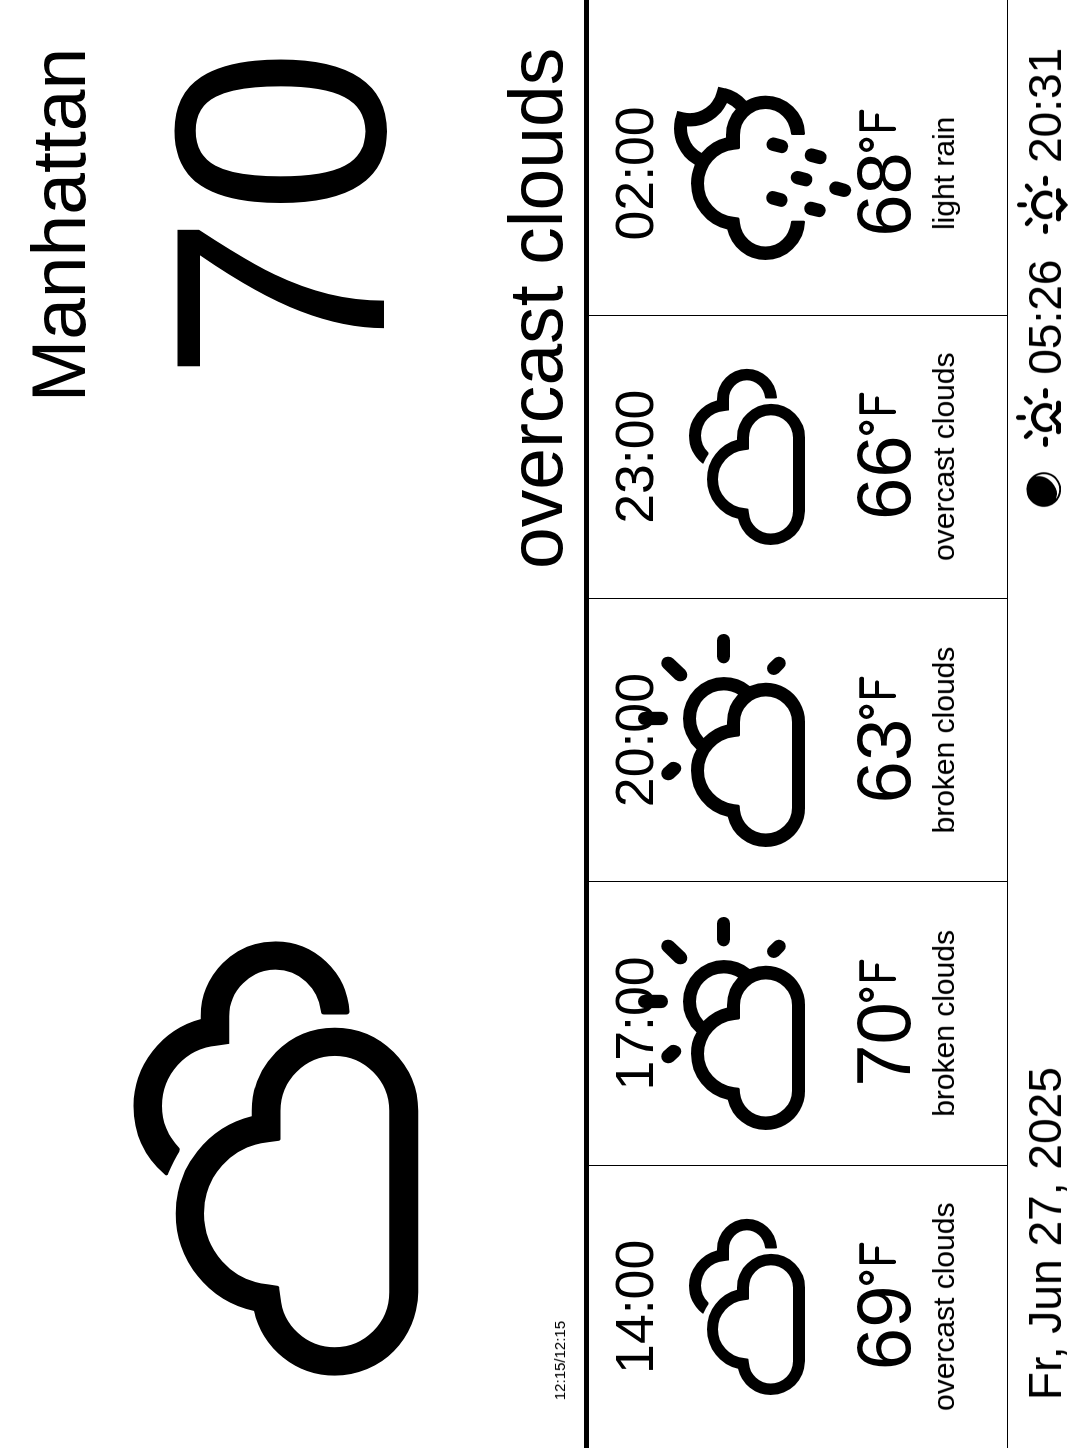 Manhattan
70
overcast clouds
12:15/12:15
14:00 17:00 20:00 23:00 02:00
69°F 70°F 63°F 66°F 68°F
overcast clouds broken clouds broken clouds overcast clouds light rain
Fr, Jun 27, 2025 05:26 20:31